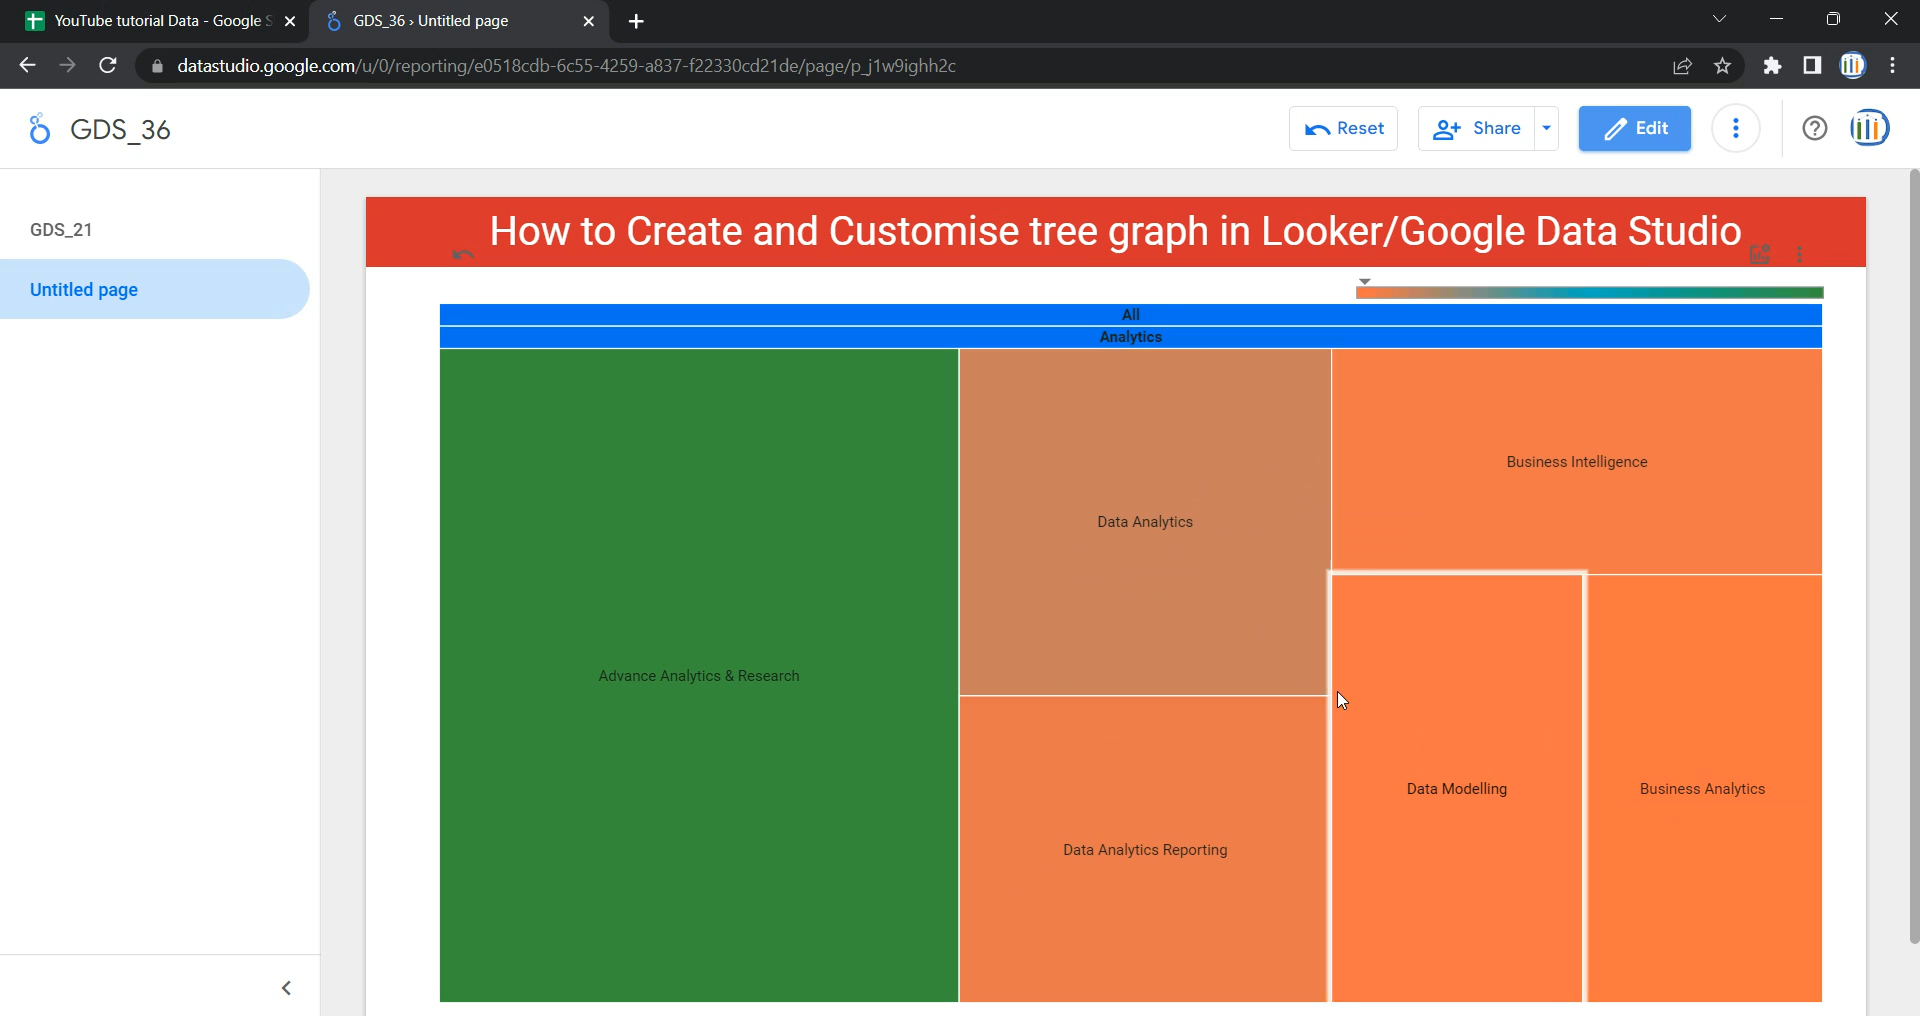 YouTube tutorial Data - Google S
GDS_36 › Untitled page
datastudio.google.com/u/0/reporting/e0518cdb-6c55-4259-a837-f22330cd21de/page/p_j1w9ighh2c
GDS_36
Reset
Share
Edit
GDS_21
Untitled page
How to Create and Customise tree graph in Looker/Google Data Studio
All
Analytics
Business Intelligence
Data Analytics
Advance Analytics & Research
Data Modelling
Business Analytics
Data Analytics Reporting